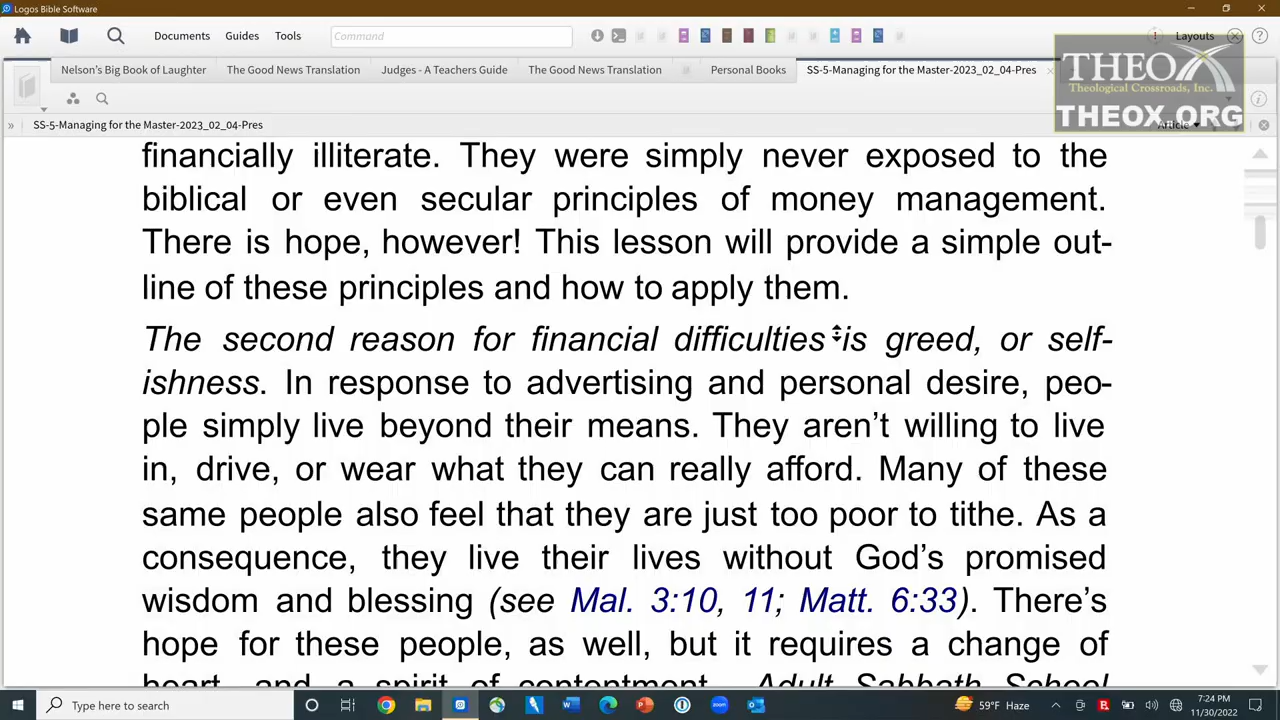 Logos Bible Software
Documents Guides Tools Command Layouts
THEOX
Theological Crossroads, Inc.
THEOX.ORG
Nelson's Big Book of Laughter The Good News Translation Judges - A Teachers Guide The Good News Translation Personal Books SS-5-Managing for the Master-2023_02_04-Pres
SS-5-Managing for the Master-2023_02_04-Pres Article
financially illiterate. They were simply never exposed to the
biblical or even secular principles of money management.
There is hope, however! This lesson will provide a simple out-
line of these principles and how to apply them.
The second reason for financial difficulties is greed, or self-
ishness. In response to advertising and personal desire, peo-
ple simply live beyond their means. They aren't willing to live
in, drive, or wear what they can really afford. Many of these
same people also feel that they are just too poor to tithe. As a
consequence, they live their lives without God's promised
wisdom and blessing (see Mal. 3:10, 11; Matt. 6:33). There's
hope for these people, as well, but it requires a change of
heart and a spirit of contentment. Adult Sabbath School
Type here to search
59°F Haze
7:24 PM
11/30/2022